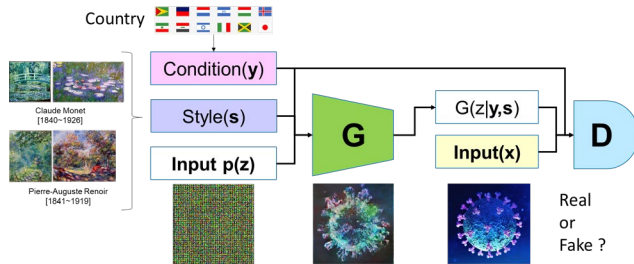 Country
Condition(y)
Claude Monet
[1840~1926]
Style(s)
G
G(z|y,s)
D
Input p(z)
Input(x)
Pierre-Auguste Renoir
[1841~1919]
Real
or
Fake ?